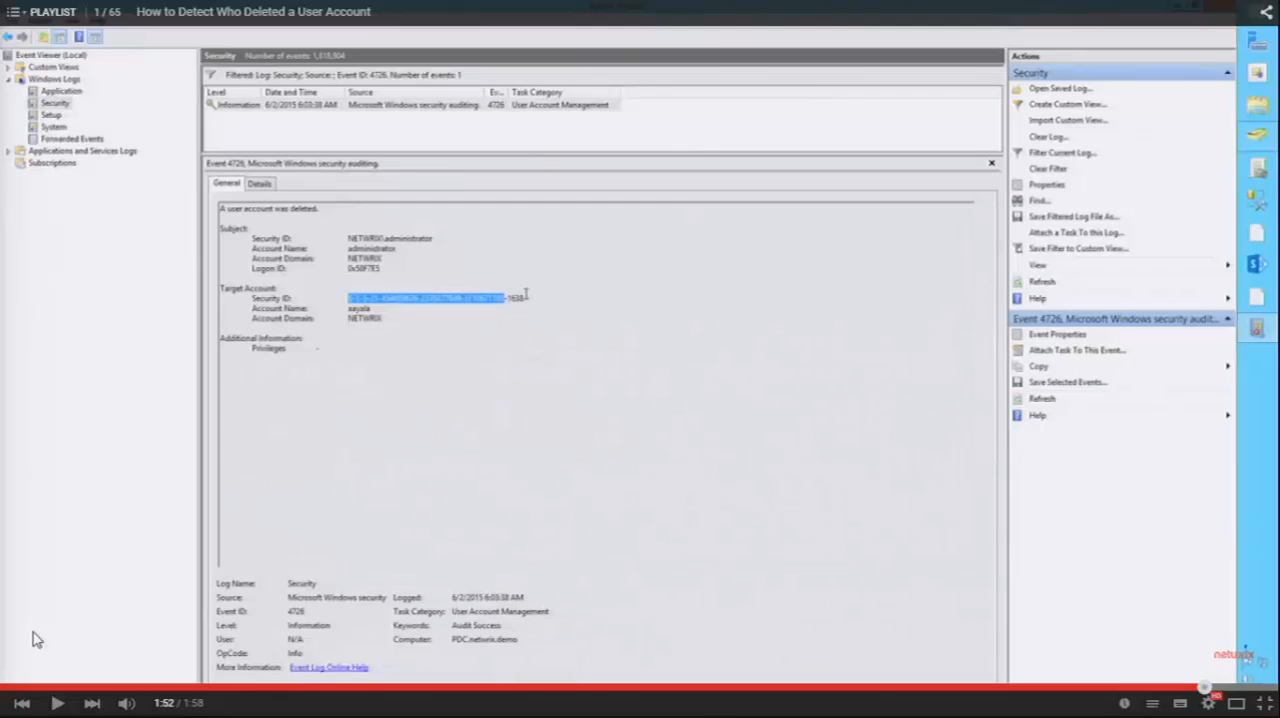 PLAYLIST 1 / 65 How to Detect Who Deleted a User Account
Event Viewer (Local)
Custom Views
Windows Logs
Application
Security
Setup
System
Forwarded Events
Applications and Services Logs
Subscriptions
Security Number of events:
Filtered: Log: Security; Source: ; Event ID: 4726. Number of events: 1
Level Date and Time Source Ev... Task Category
Information 6/2/2015 6:03:38 AM Microsoft Windows security auditing. 4726 User Account Management
Event 4726, Microsoft Windows security auditing.
General Details
A user account was deleted.
Subject:
Security ID: NETWRIX\administrator
Account Name: administrator
Account Domain: NETWRIX
Logon ID: 0x58F7E5
Target Account:
Security ID: -1638
Account Name: xayala
Account Domain: NETWRIX
Additional Information:
Privileges -
Log Name: Security
Source: Microsoft Windows security Logged: 6/2/2015 6:03:38 AM
Event ID: 4726 Task Category: User Account Management
Level: Information Keywords: Audit Success
User: N/A Computer: PDC.netwrix.demo
OpCode: Info
More Information: Event Log Online Help
Actions
Security
Open Saved Log...
Create Custom View...
Import Custom View...
Clear Log...
Filter Current Log...
Clear Filter
Properties
Find...
Save Filtered Log File As...
Attach a Task To this Log...
Save Filter to Custom View...
View
Refresh
Help
Event 4726, Microsoft Windows security audit...
Event Properties
Attach Task To This Event...
Copy
Save Selected Events...
Refresh
Help
netwrix
1:52 / 1:58
HD